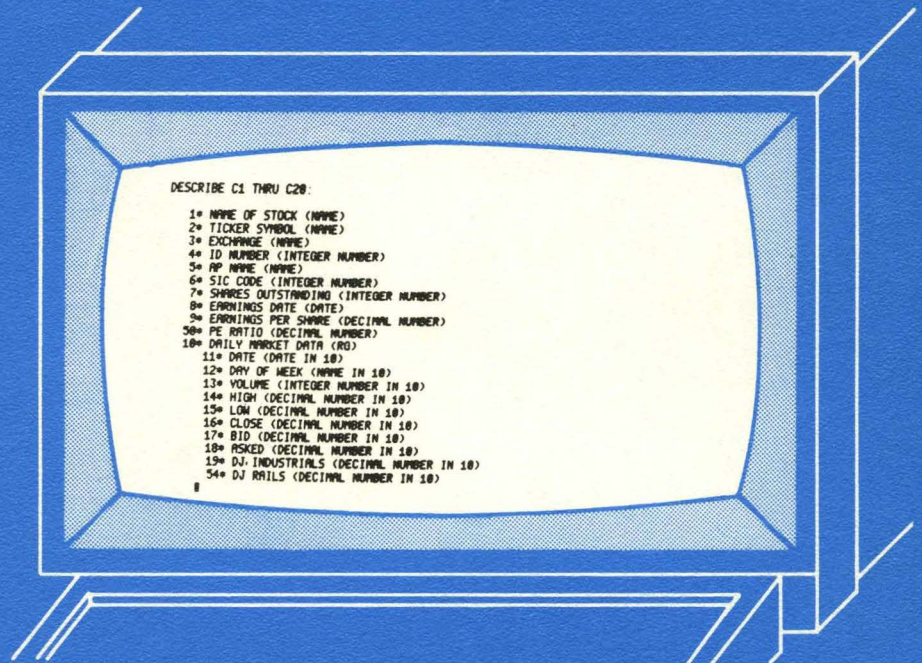 DESCRIBE C1 THRU C20:
1* NAME OF STOCK (NAME)
2* TICKER SYMBOL (NAME)
3* EXCHANGE (NAME)
4* ID NUMBER (INTEGER NUMBER)
5* AP NAME (NAME)
6* SIC CODE (INTEGER NUMBER)
7* SHARES OUTSTANDING (INTEGER NUMBER)
8* EARNINGS DATE (DATE)
9* EARNINGS PER SHARE (DECIMAL NUMBER)
50* PE RATIO (DECIMAL NUMBER)
10* DAILY MARKET DATA (RG)
11* DATE (DATE IN 10)
12* DAY OF WEEK (NAME IN 10)
13* VOLUME (INTEGER NUMBER IN 10)
14* HIGH (DECIMAL NUMBER IN 10)
15* LOW (DECIMAL NUMBER IN 10)
16* CLOSE (DECIMAL NUMBER IN 10)
17* BID (DECIMAL NUMBER IN 10)
18* ASKED (DECIMAL NUMBER IN 10)
19* DJ. INDUSTRIALS (DECIMAL NUMBER IN 10)
54* DJ RAILS (DECIMAL NUMBER IN 10)